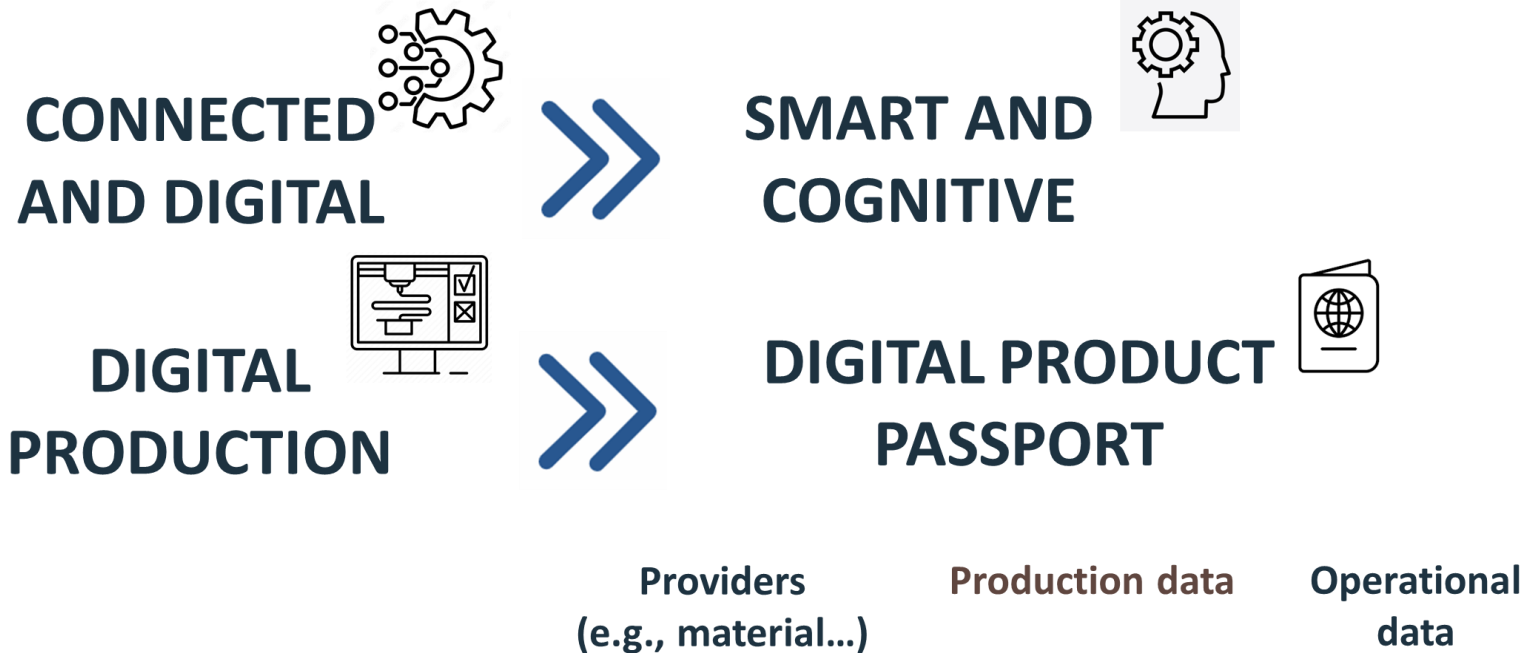 CONNECTED
AND DIGITAL
SMART AND
COGNITIVE
DIGITAL
PRODUCTION
DIGITAL PRODUCT
PASSPORT
Providers
(e.g., material...)
Production data
Operational
data